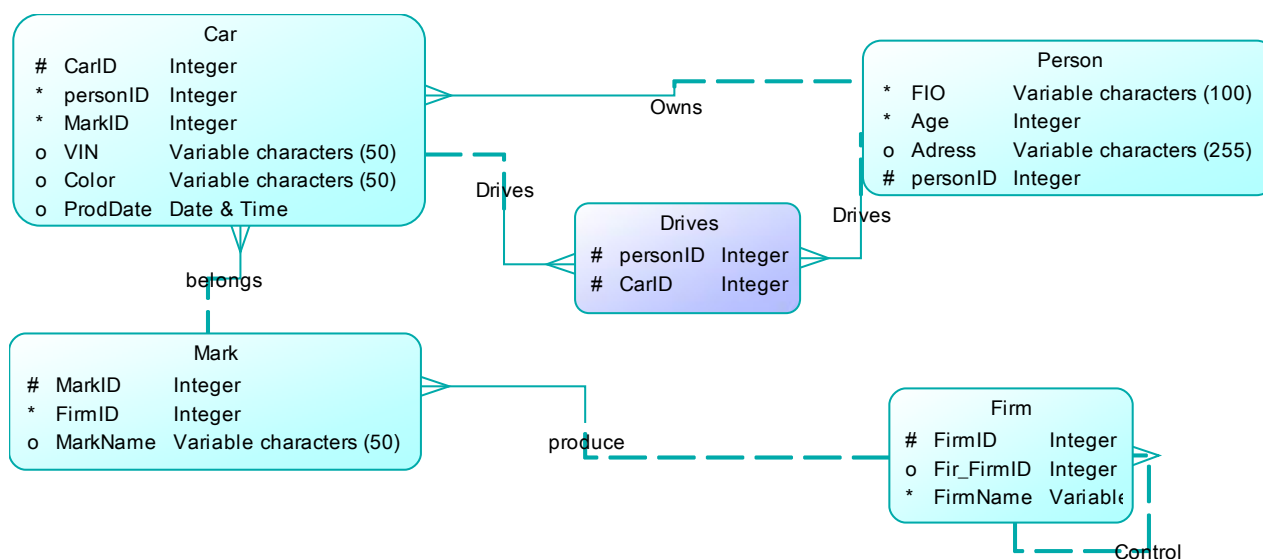 Car
# CarID Integer
* personID Integer
* MarkID Integer
o VIN Variable characters (50)
o Color Variable characters (50)
o ProdDate Date & Time
Owns
Person
* FIO Variable characters (100)
* Age Integer
o Adress Variable characters (255)
# personID Integer
Drives
Drives
Drives
# personID Integer
# CarID Integer
belongs
Mark
# MarkID Integer
* FirmID Integer
o MarkName Variable characters (50)
produce
Firm
# FirmID Integer
o Fir_FirmID Integer
* FirmName Variable
Control